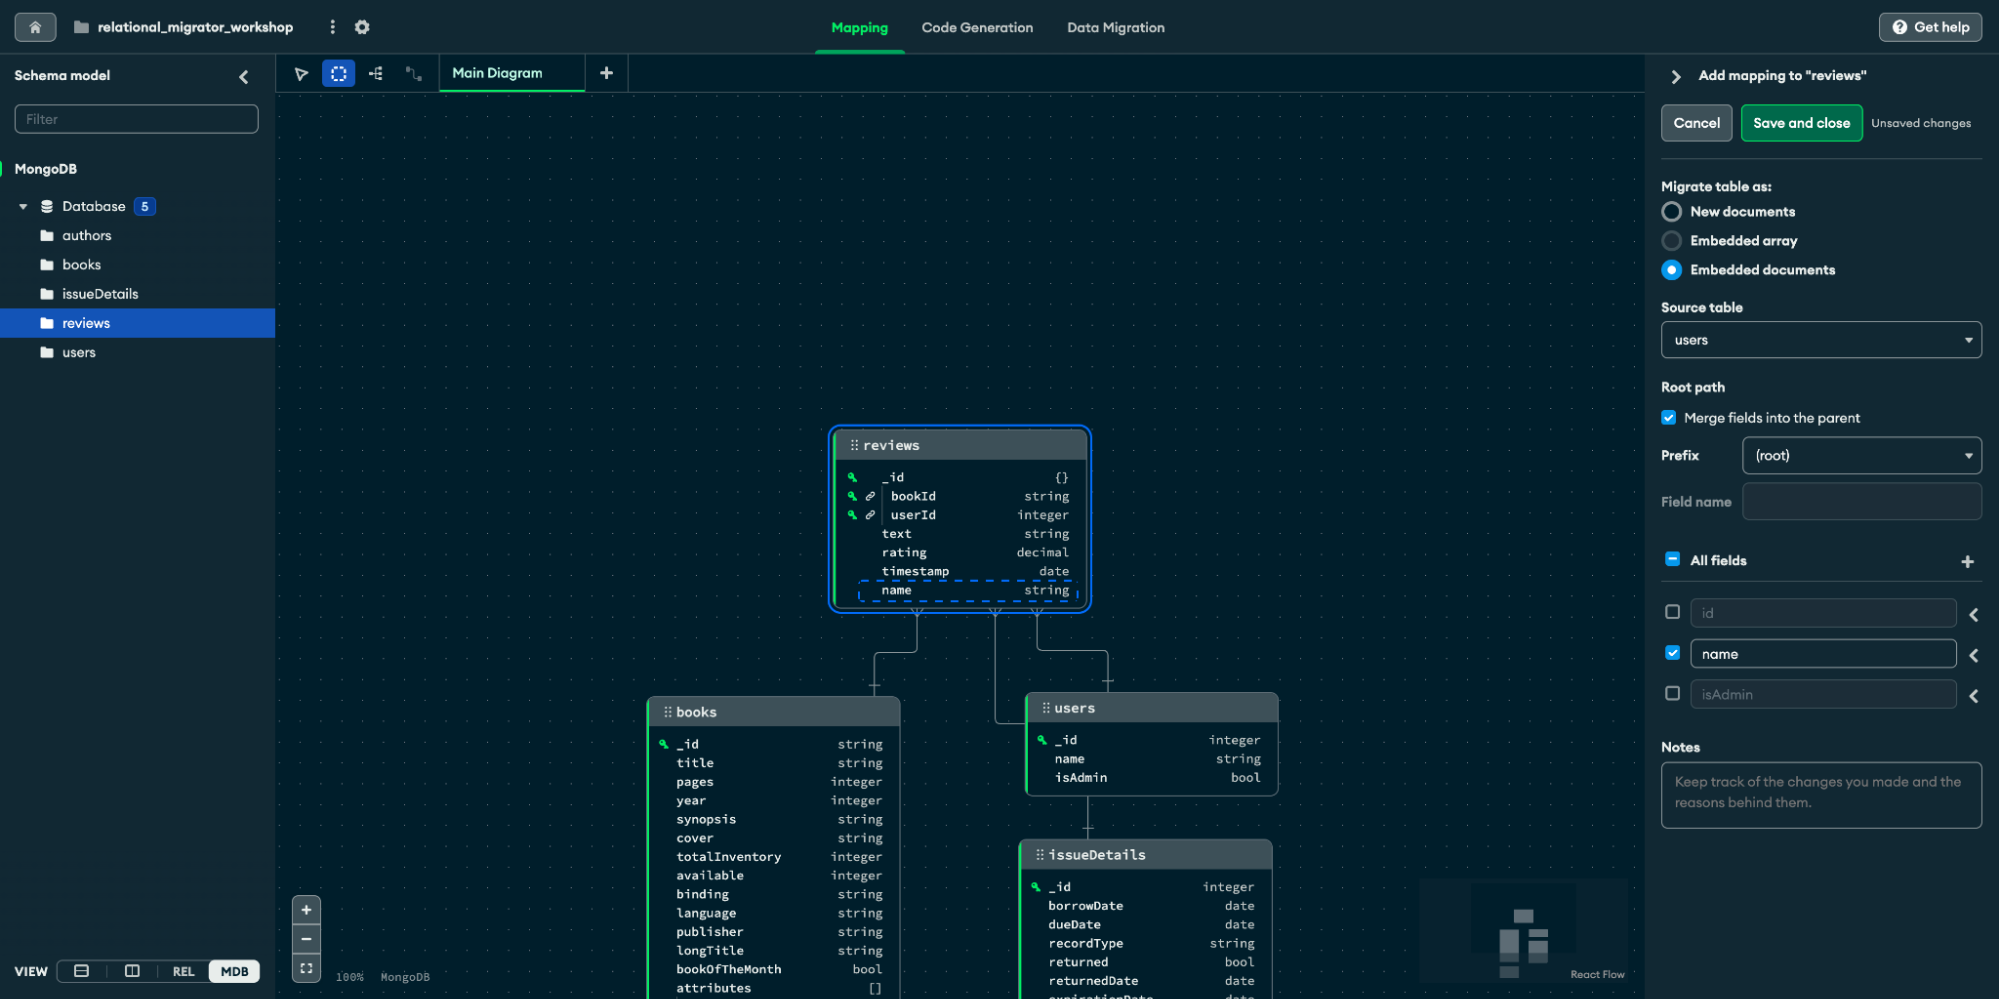 relational_migrator_workshop
Mapping
Code Generation
Data Migration
Get help
Schema model
Filter
MongoDB
Database 5
authors
books
issueDetails
reviews
users
VIEW
REL
MDB
Main Diagram
reviews
_id {}
bookId string
userId integer
text string
rating decimal
timestamp date
name string
books
_id string
title string
pages integer
year integer
synopsis string
cover string
totalInventory integer
available integer
binding string
language string
publisher string
longTitle string
bookOfTheMonth bool
attributes []
users
_id integer
name string
isAdmin bool
issueDetails
_id integer
borrowDate date
dueDate date
recordType string
returned bool
returnedDate date
expirationDate date
100% MongoDB
React Flow
Add mapping to "reviews"
Cancel
Save and close
Unsaved changes
Migrate table as:
New documents
Embedded array
Embedded documents
Source table
users
Root path
Merge fields into the parent
Prefix (root)
Field name
All fields
id
name
isAdmin
Notes
Keep track of the changes you made and the
reasons behind them.